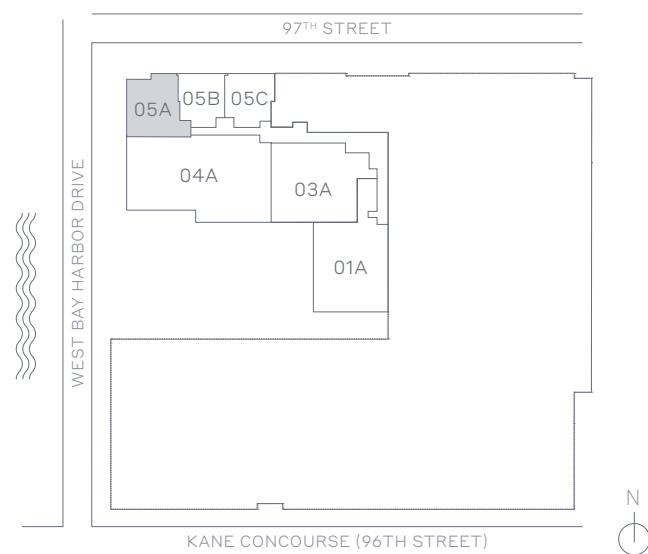 97TH STREET
05A
05B
05C
04A
03A
01A
WEST BAY HARBOR DRIVE
KANE CONCOURSE (96TH STREET)
N